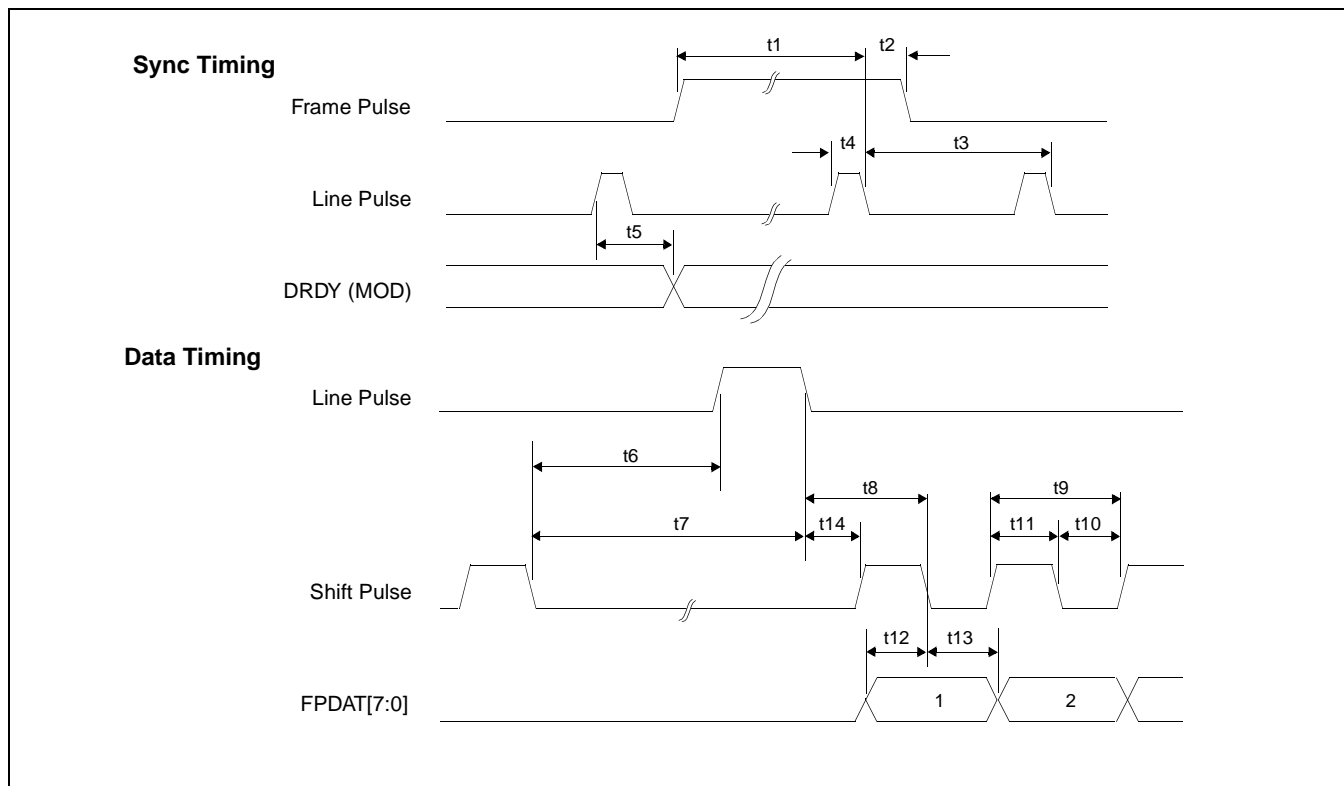 Sync Timing
t1
t2
Frame Pulse
t4
t3
Line Pulse
t5
DRDY (MOD)
Data Timing
Line Pulse
t6
t8
t9
t7
t14
t11
t10
Shift Pulse
t12
t13
FPDAT[7:0]
1
2